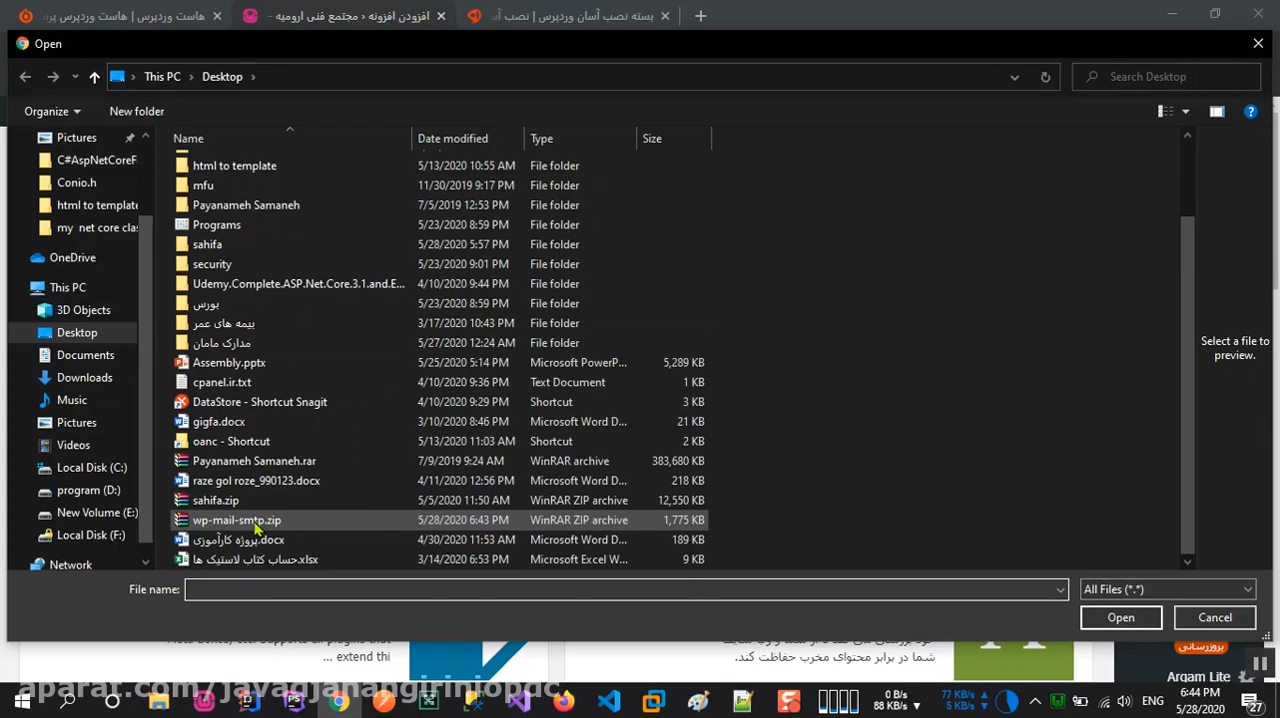 هاست وردپرس | هاست وردپرس پر
افزودن افزونه ‹ مجتمع فنی ارومیه –
بسته نصب آسان وردپرس | نصب آ
Open
This PC
Desktop
Search Desktop
Organize
New folder
Name
Date modified
Type
Size
Pictures
C#AspNetCoreF
Conio.h
html to template
my net core clas
OneDrive
This PC
3D Objects
Desktop
Documents
Downloads
Music
Pictures
Videos
Local Disk (C:)
program (D:)
New Volume (E:)
Local Disk (F:)
Network
html to template 5/13/2020 10:55 AM File folder
mfu 11/30/2019 9:17 PM File folder
Payanameh Samaneh 7/5/2019 12:53 PM File folder
Programs 5/23/2020 8:59 PM File folder
sahifa 5/28/2020 5:57 PM File folder
security 5/23/2020 9:01 PM File folder
Udemy.Complete.ASP.Net.Core.3.1.and.E... 4/10/2020 9:44 PM File folder
بورس 5/23/2020 8:59 PM File folder
بیمه های عمر 3/17/2020 10:43 PM File folder
مدارک مامان 5/27/2020 12:24 AM File folder
Assembly.pptx 5/25/2020 5:14 PM Microsoft PowerP... 5,289 KB
cpanel.ir.txt 4/10/2020 9:36 PM Text Document 1 KB
DataStore - Shortcut Snagit 4/10/2020 9:29 PM Shortcut 3 KB
gigfa.docx 3/10/2020 8:46 PM Microsoft Word D... 21 KB
oanc - Shortcut 5/13/2020 11:03 AM Shortcut 2 KB
Payanameh Samaneh.rar 7/9/2019 9:24 AM WinRAR archive 383,680 KB
raze gol roze_990123.docx 4/11/2020 12:56 PM Microsoft Word D... 218 KB
sahifa.zip 5/5/2020 11:50 AM WinRAR ZIP archive 12,550 KB
wp-mail-smtp.zip 5/28/2020 6:43 PM WinRAR ZIP archive 1,775 KB
پروژه کارآموزی.docx 4/30/2020 11:53 AM Microsoft Word D... 189 KB
حساب کتاب لاستیک ها.xlsx 3/14/2020 6:53 PM Microsoft Excel W... 9 KB
Select a file to
preview.
File name:
All Files (*.*)
Open
Cancel
extend thi ...
شما در برابر محتوای مخرب حفاظت کند.
بروزرسانی
Arqam Lite
aparat.com/javadjahangiriniopdc
0 B/s
88 KB/s
77 KB/s
5 KB/s
ENG
6:44 PM
5/28/2020
27